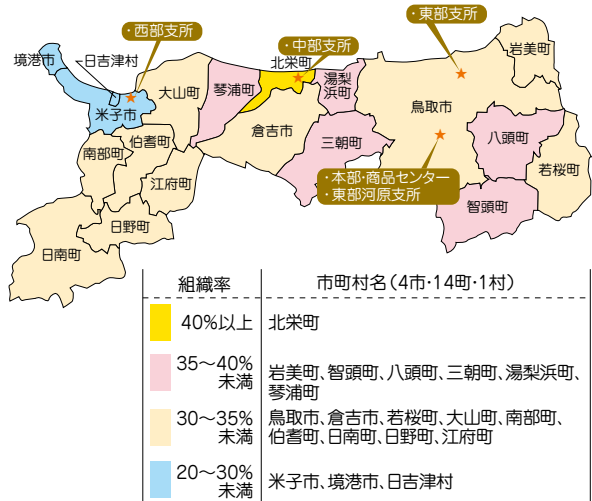 ・東部支所
・西部支所
・中部支所
岩美町
境港市
日吉津村
北栄町
大山町
琴浦町
湯梨
浜町
鳥取市
米子市
倉吉市
三朝町
八頭町
南部町
伯耆町
若桜町
江府町
・本部・商品センター
・東部河原支所
智頭町
日野町
日南町
組織率
市町村名（4市・14町・1村）
40%以上
北栄町
35〜40%
未満
岩美町、智頭町、八頭町、三朝町、湯梨浜町、
琴浦町
30〜35%
未満
鳥取市、倉吉市、若桜町、大山町、南部町、
伯耆町、日南町、日野町、江府町
20〜30%
未満
米子市、境港市、日吉津村